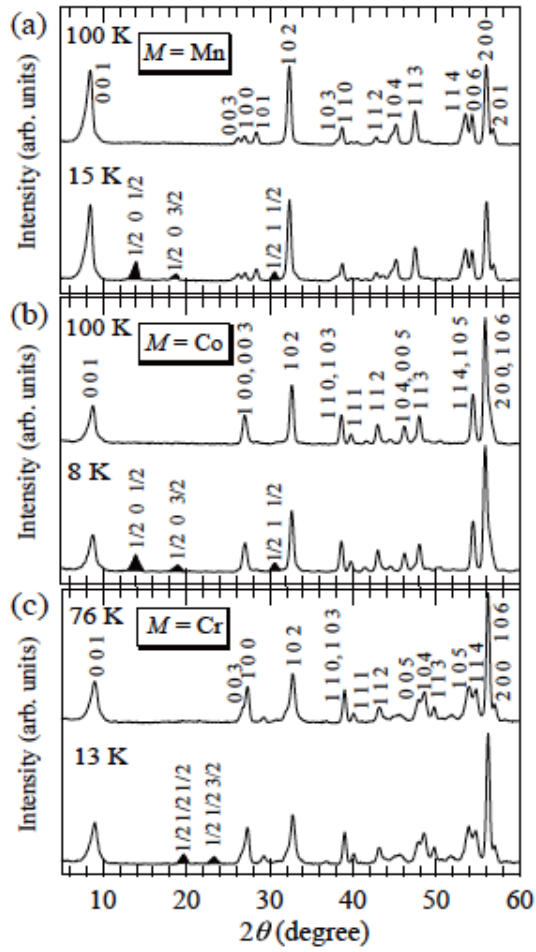 (a)
100 K
M = Mn
0 0 1
0 0 3
1 0 0
1 0 1
1 0 2
1 0 3
1 1 0
1 1 2
1 0 4
1 1 3
1 1 4
0 0 6
2 0 0
2 0 1
15 K
1/2 0 1/2
1/2 0 3/2
1/2 1 1/2
Intensity (arb. units)
(b)
100 K
M = Co
0 0 1
1 0 0, 0 0 3
1 0 2
1 1 0, 1 0 3
1 1 1
1 1 2
1 0 4, 0 0 5
1 1 3
1 1 4, 1 0 5
2 0 0, 1 0 6
8 K
1/2 0 1/2
1/2 0 3/2
1/2 1 1/2
Intensity (arb. units)
(c)
76 K
M = Cr
0 0 1
0 0 3
1 0 0
1 0 2
1 1 0, 1 0 3
1 1 1
1 1 2
0 0 5
1 0 4
1 1 3
1 0 5
1 1 4
2 0 0 1 0 6
13 K
1/2 1/2 1/2
1/2 1/2 3/2
Intensity (arb. units)
10 20 30 40 50 60
2θ (degree)